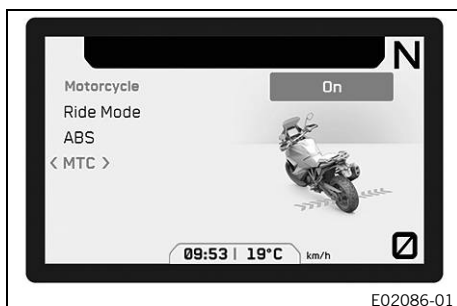 N
Motorcycle
On
Ride Mode
ABS
< MTC >
09:53 | 19°C km/h
0
E02086-01